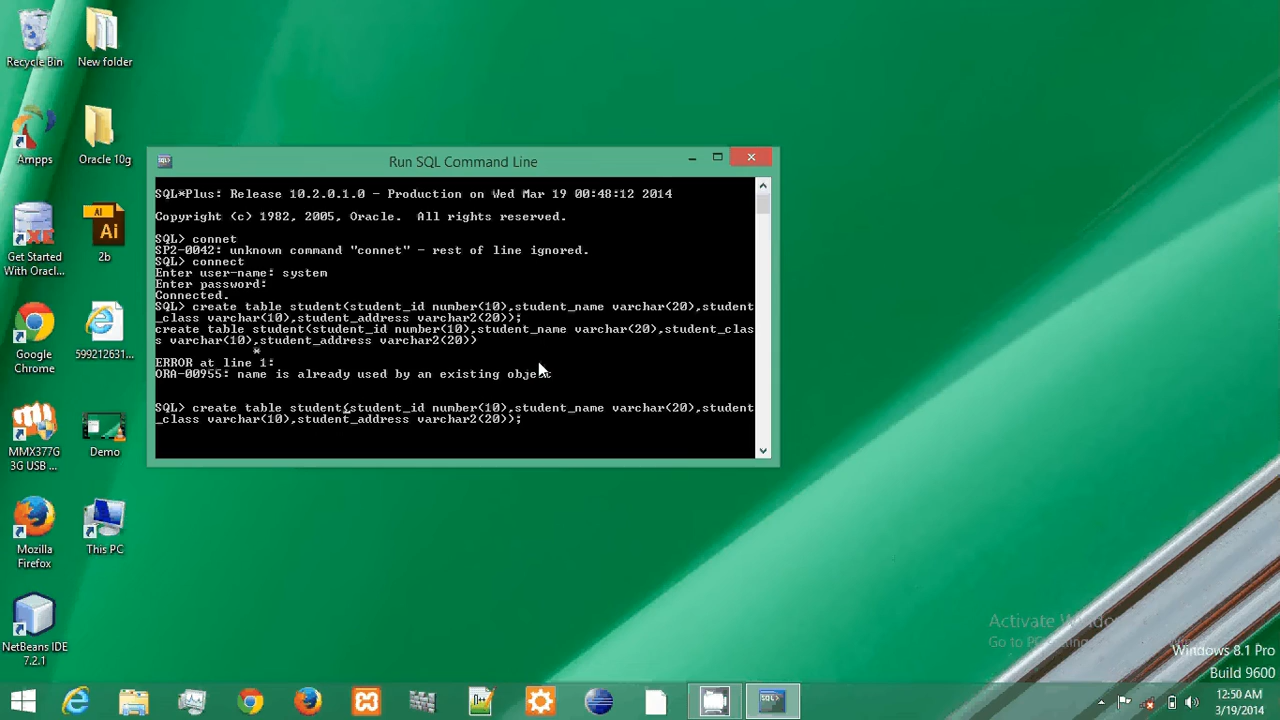 Recycle Bin
New folder
Ampps
Oracle 10g
Get Started
With Oracl...
Ai
Ai
2b
Google
Chrome
599212631...
MMX377G
3G USB ...
Demo
Mozilla
Firefox
This PC
NetBeans IDE
7.2.1
Run SQL Command Line
SQL*Plus: Release 10.2.0.1.0 - Production on Wed Mar 19 00:48:12 2014
Copyright (c) 1982, 2005, Oracle.  All rights reserved.
SQL> connet
SP2-0042: unknown command "connet" - rest of line ignored.
SQL> connect
Enter user-name: system
Enter password:
Connected.
SQL> create table student(student_id number(10),student_name varchar(20),student
_class varchar(10),student_address varchar2(20));
create table student(student_id number(10),student_name varchar(20),student_clas
s varchar(10),student_address varchar2(20))
*
ERROR at line 1:
ORA-00955: name is already used by an existing object
SQL> create table student(student_id number(10),student_name varchar(20),student
_class varchar(10),student_address varchar2(20));
Activate Windo
Windows 8.1 Pro
Build 9600
12:50 AM
3/19/2014